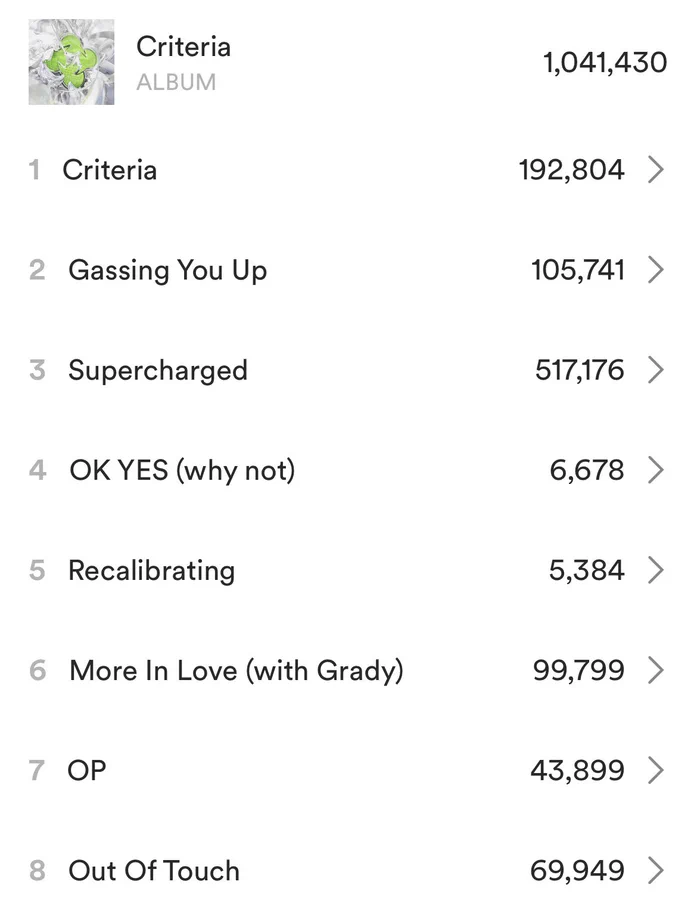 Criteria
ALBUM
1,041,430
1 Criteria 192,804
2 Gassing You Up 105,741
3 Supercharged 517,176
4 OK YES (why not) 6,678
5 Recalibrating 5,384
6 More In Love (with Grady) 99,799
7 OP 43,899
8 Out Of Touch 69,949